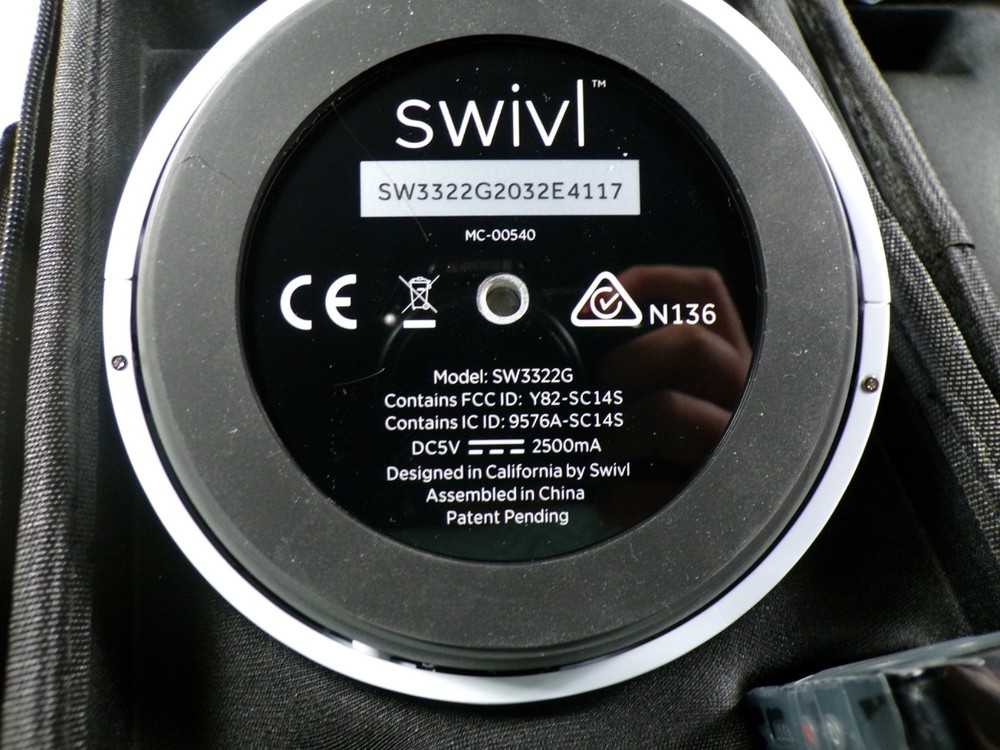 swivl™
SW3322G2032E4117
MC-00540
CE N136
Model: SW3322G
Contains FCC ID: Y82-SC14S
Contains IC ID: 9576A-SC14S
DC5V 2500mA
Designed in California by Swivl
Assembled in China
Patent Pending